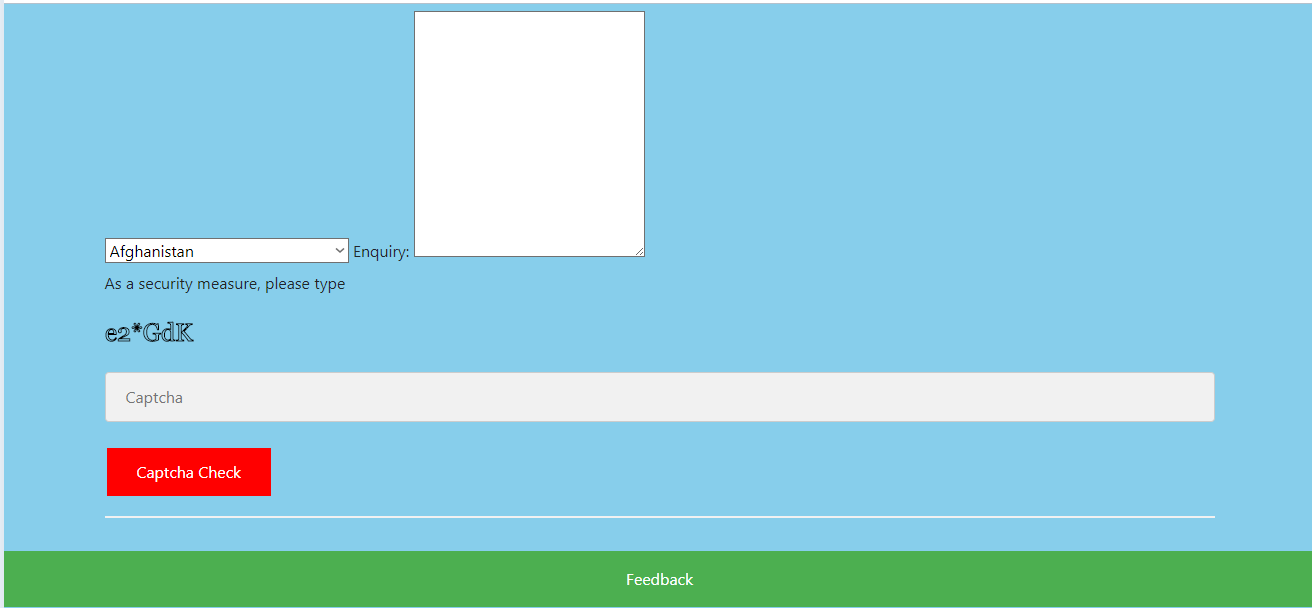 Afghanistan Enquiry:
As a security measure, please type
e2*GdK
Captcha
Captcha Check
Feedback